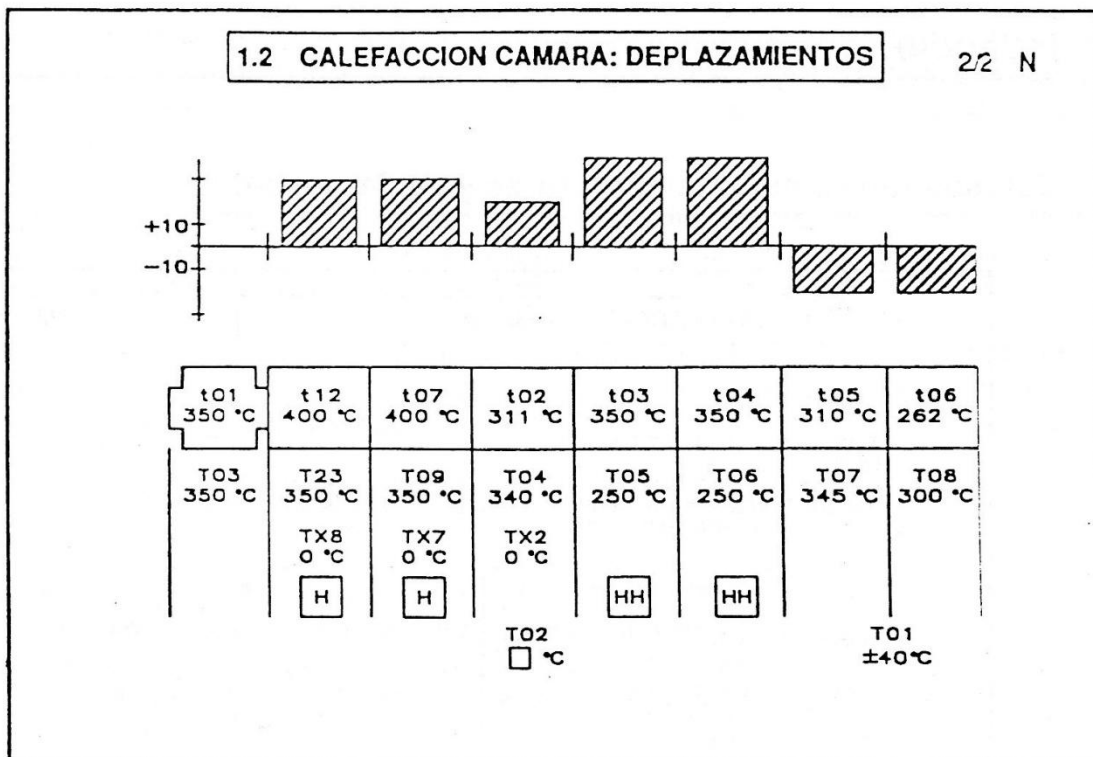 1.2 CALEFACCION CAMARA: DEPLAZAMIENTOS
2/2 N
+10
-10
t01 t12 t07 t02 t03 t04 t05 t06
350 °C 400 °C 400 °C 311 °C 350 °C 350 °C 310 °C 262 °C
T03 T23 T09 T04 T05 T06 T07 T08
350 °C 350 °C 350 °C 340 °C 250 °C 250 °C 345 °C 300 °C
TX8 TX7 TX2
0 °C 0 °C 0 °C
H H HH HH
T02 T01
°C ±40°C